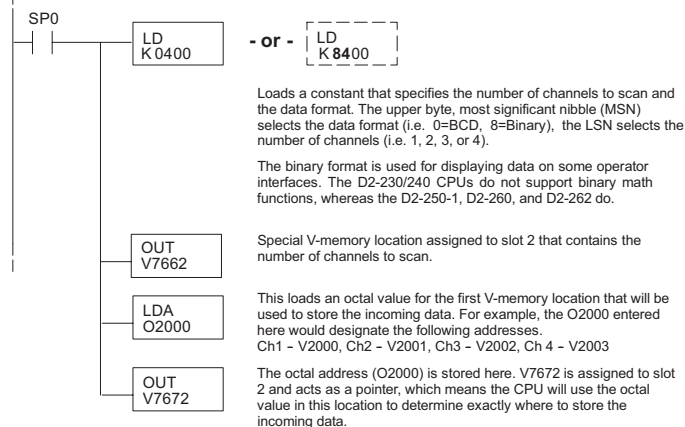 SP0
LD
K 0400
- or -
LD
K 8400
Loads a constant that specifies the number of channels to scan and
the data format. The upper byte, most significant nibble (MSN)
selects the data format (i.e. 0=BCD, 8=Binary), the LSN selects the
number of channels (i.e. 1, 2, 3, or 4).
The binary format is used for displaying data on some operator
interfaces. The D2-230/240 CPUs do not support binary math
functions, whereas the D2-250-1, D2-260, and D2-262 do.
OUT
V7662
Special V-memory location assigned to slot 2 that contains the
number of channels to scan.
LDA
O2000
This loads an octal value for the first V-memory location that will be
used to store the incoming data. For example, the O2000 entered
here would designate the following addresses.
Ch1 - V2000, Ch2 - V2001, Ch3 - V2002, Ch 4 - V2003
OUT
V7672
The octal address (O2000) is stored here. V7672 is assigned to slot
2 and acts as a pointer, which means the CPU will use the octal
value in this location to determine exactly where to store the
incoming data.